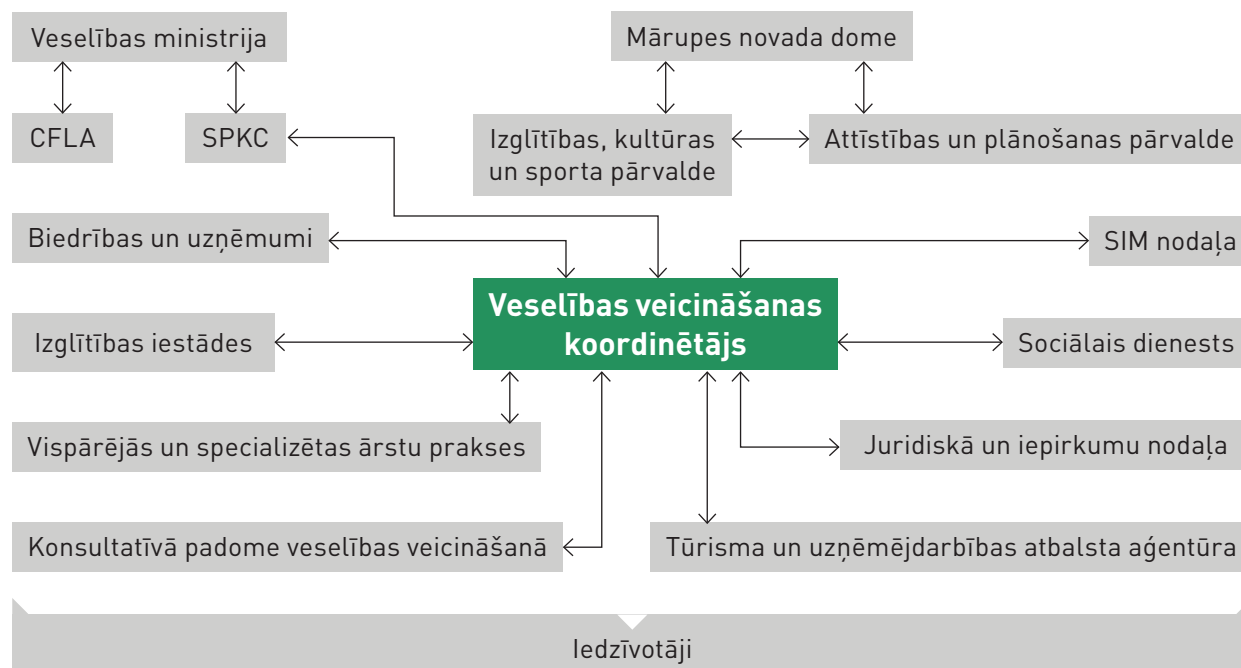 Veselības ministrija
Mārupes novada dome
CFLA
SPKC
Izglītības, kultūras
un sporta pārvalde
Attīstības un plānošanas pārvalde
Biedrības un uzņēmumi
SIM nodaļa
Veselības veicināšanas
koordinētājs
Izglītības iestādes
Sociālais dienests
Vispārējās un specializētas ārstu prakses
Juridiskā un iepirkumu nodaļa
Konsultatīvā padome veselības veicināšanā
Tūrisma un uzņēmējdarbības atbalsta aģentūra
Iedzīvotāji